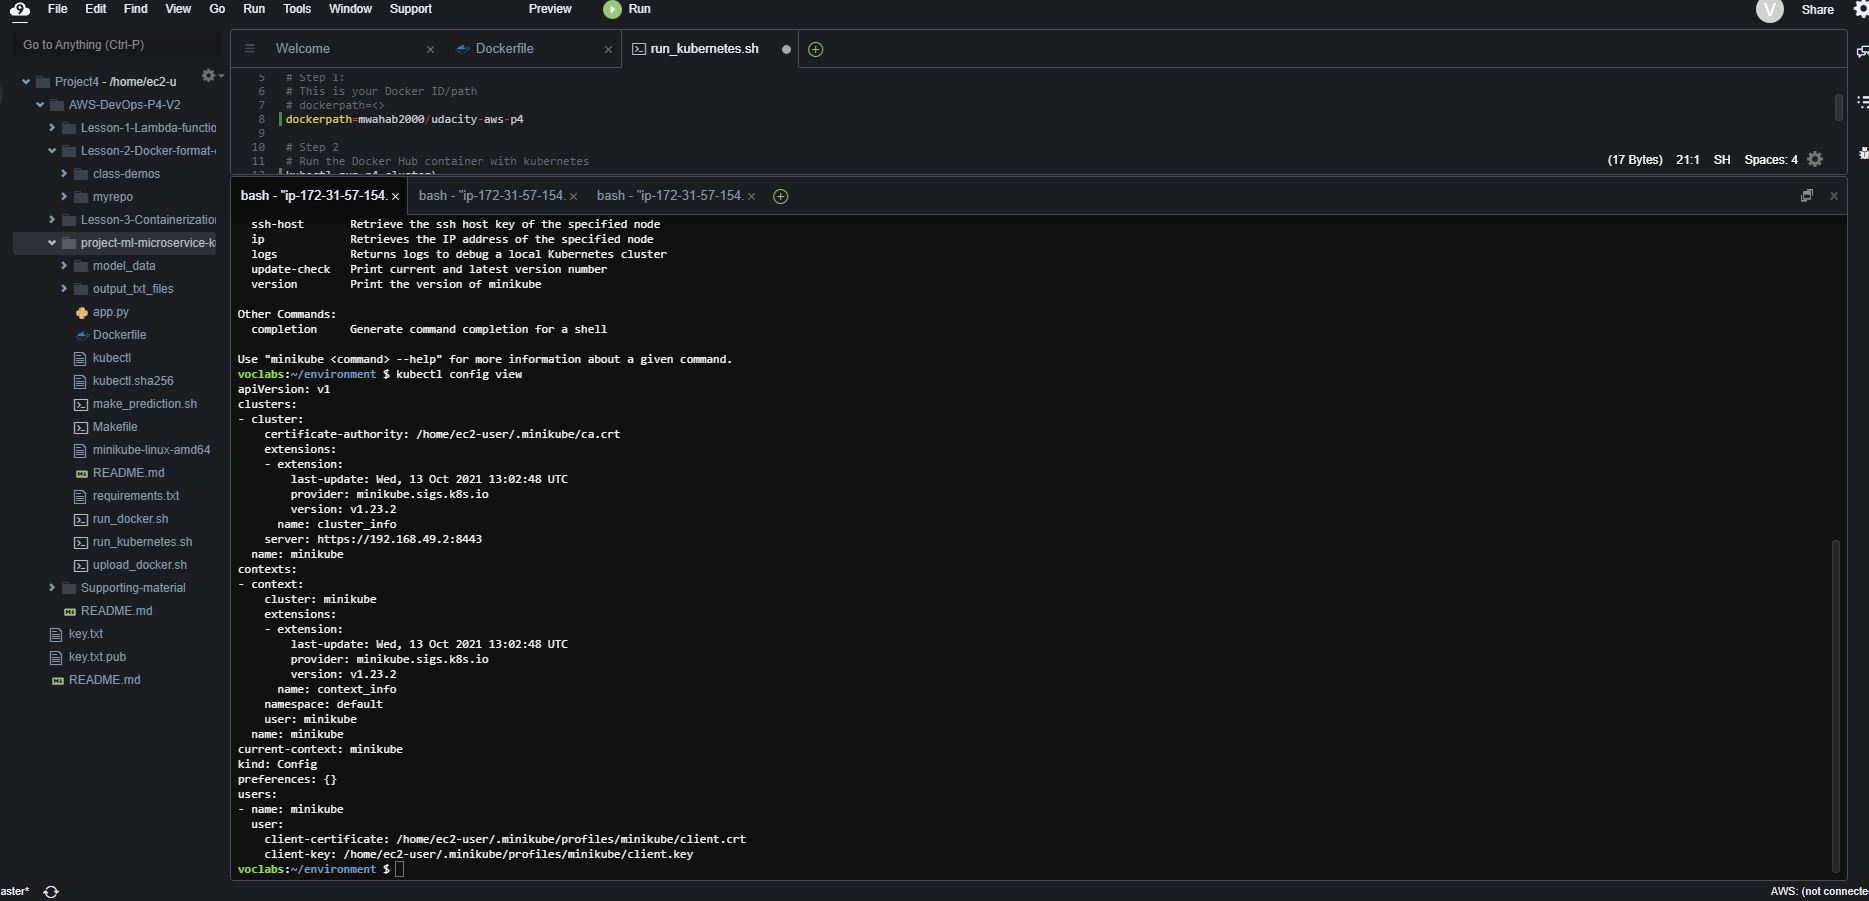 File Edit Find View Go Run Tools Window Support Preview Run V Share
Go to Anything (Ctrl-P)
Welcome × Dockerfile × run_kubernetes.sh
Project4 - /home/ec2-u
AWS-DevOps-P4-V2
Lesson-1-Lambda-functio
Lesson-2-Docker-format-
class-demos
myrepo
Lesson-3-Containerization
project-ml-microservice-k
model_data
output_txt_files
app.py
Dockerfile
kubectl
kubectl.sha256
make_prediction.sh
Makefile
minikube-linux-amd64
README.md
requirements.txt
run_docker.sh
run_kubernetes.sh
upload_docker.sh
Supporting-material
README.md
key.txt
key.txt.pub
README.md
5 # Step 1:
6 # This is your Docker ID/path
7 # dockerpath=<>
8 dockerpath=mwahab2000/udacity-aws-p4
9
10 # Step 2
11 # Run the Docker Hub container with kubernetes
12 kubectl run p4-cluster\
(17 Bytes) 21:1 SH Spaces: 4
bash - "ip-172-31-57-154. × bash - "ip-172-31-57-154. × bash - "ip-172-31-57-154. ×
ssh-host Retrieve the ssh host key of the specified node
ip Retrieves the IP address of the specified node
logs Returns logs to debug a local Kubernetes cluster
update-check Print current and latest version number
version Print the version of minikube
Other Commands:
completion Generate command completion for a shell
Use "minikube <command> --help" for more information about a given command.
voclabs:~/environment $ kubectl config view
apiVersion: v1
clusters:
- cluster:
certificate-authority: /home/ec2-user/.minikube/ca.crt
extensions:
- extension:
last-update: Wed, 13 Oct 2021 13:02:48 UTC
provider: minikube.sigs.k8s.io
version: v1.23.2
name: cluster_info
server: https://192.168.49.2:8443
name: minikube
contexts:
- context:
cluster: minikube
extensions:
- extension:
last-update: Wed, 13 Oct 2021 13:02:48 UTC
provider: minikube.sigs.k8s.io
version: v1.23.2
name: context_info
namespace: default
user: minikube
name: minikube
current-context: minikube
kind: Config
preferences: {}
users:
- name: minikube
user:
client-certificate: /home/ec2-user/.minikube/profiles/minikube/client.crt
client-key: /home/ec2-user/.minikube/profiles/minikube/client.key
voclabs:~/environment $
aster* AWS: (not connecte